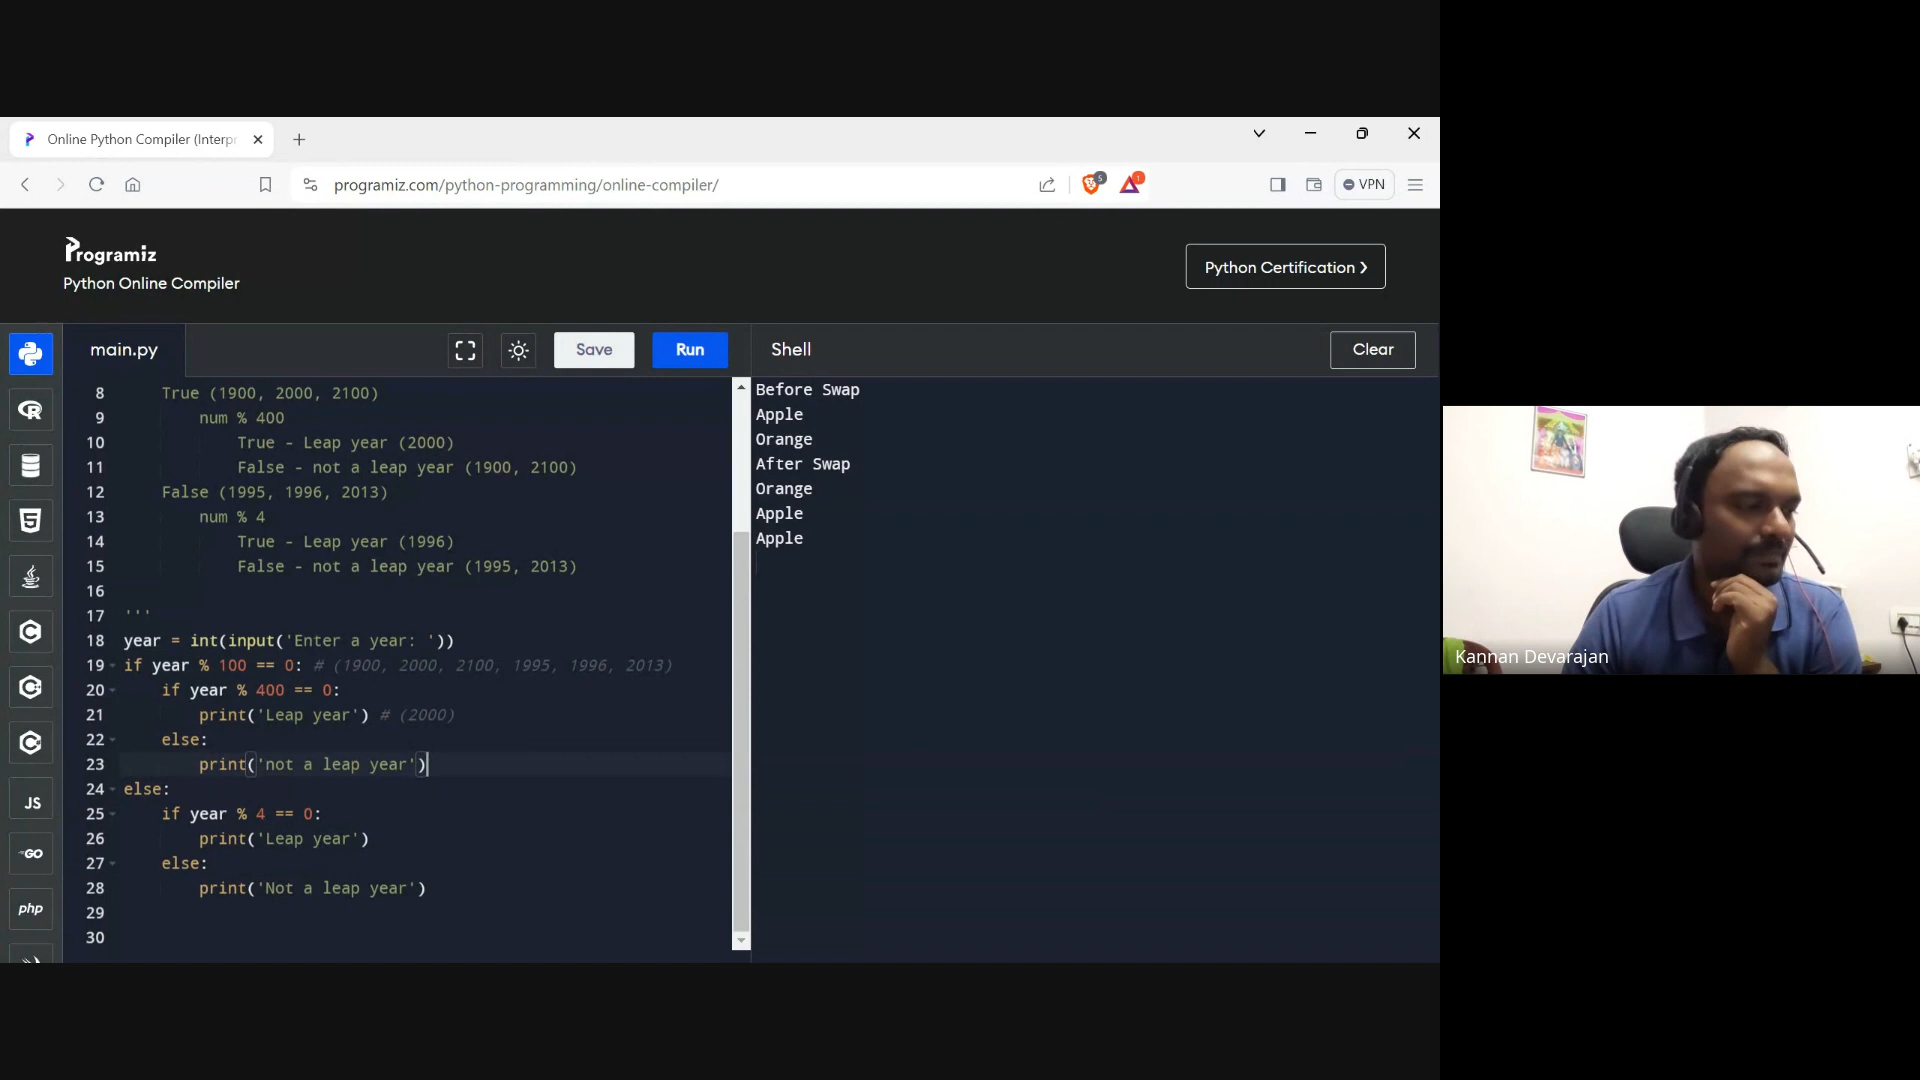 Online Python Compiler (Interpr
programiz.com/python-programming/online-compiler/
5
1
VPN
Programiz
Python Online Compiler
Python Certification ❯
main.py
Save
Run
Shell
Clear
8 True (1900, 2000, 2100)
9 num % 400
10 True - Leap year (2000)
11 False - not a leap year (1900, 2100)
12 False (1995, 1996, 2013)
13 num % 4
14 True - Leap year (1996)
15 False - not a leap year (1995, 2013)
16
17 '''
18 year = int(input('Enter a year: '))
19 if year % 100 == 0: # (1900, 2000, 2100, 1995, 1996, 2013)
20 if year % 400 == 0:
21 print('Leap year') # (2000)
22 else:
23 print('not a leap year')
24 else:
25 if year % 4 == 0:
26 print('Leap year')
27 else:
28 print('Not a leap year')
29
30
Before Swap
Apple
Orange
After Swap
Orange
Apple
Apple
R
5
C
C
C
JS
GO
php
Kannan Devarajan